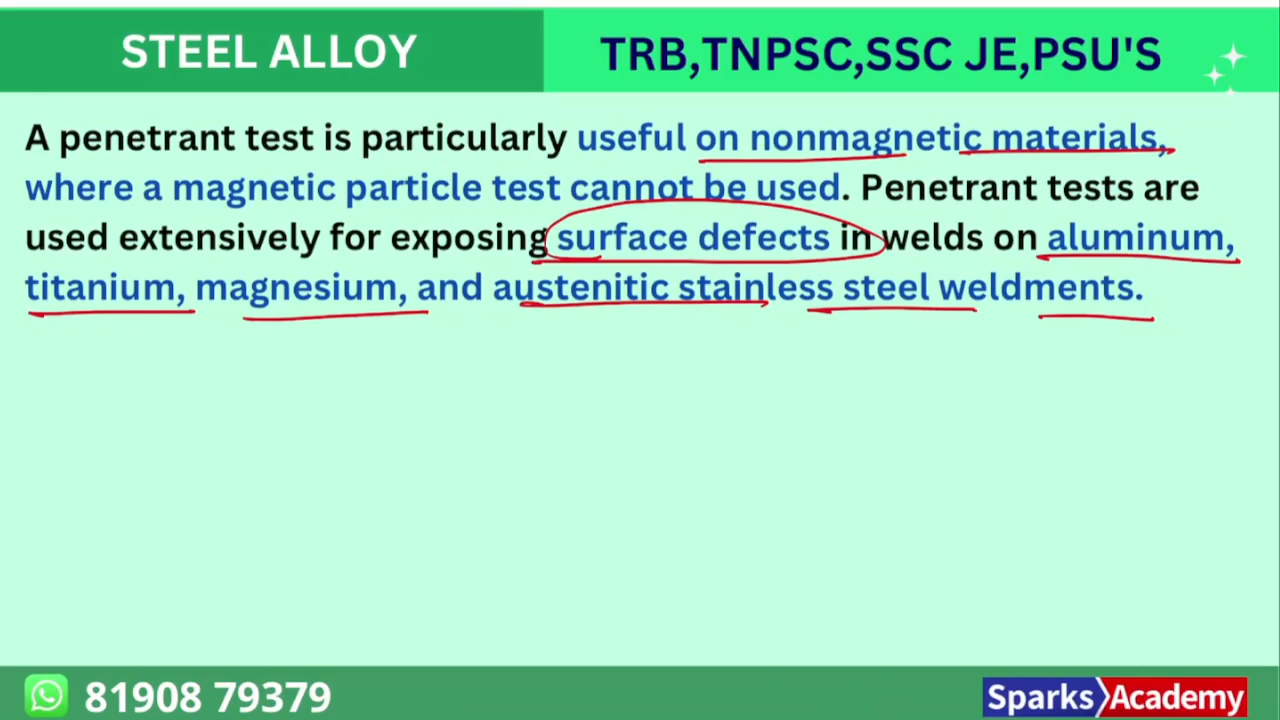 STEEL ALLOY
TRB,TNPSC,SSC JE,PSU'S
A penetrant test is particularly useful on nonmagnetic materials,
where a magnetic particle test cannot be used. Penetrant tests are
used extensively for exposing surface defects in welds on aluminum,
titanium, magnesium, and austenitic stainless steel weldments.
81908 79379
Sparks Academy